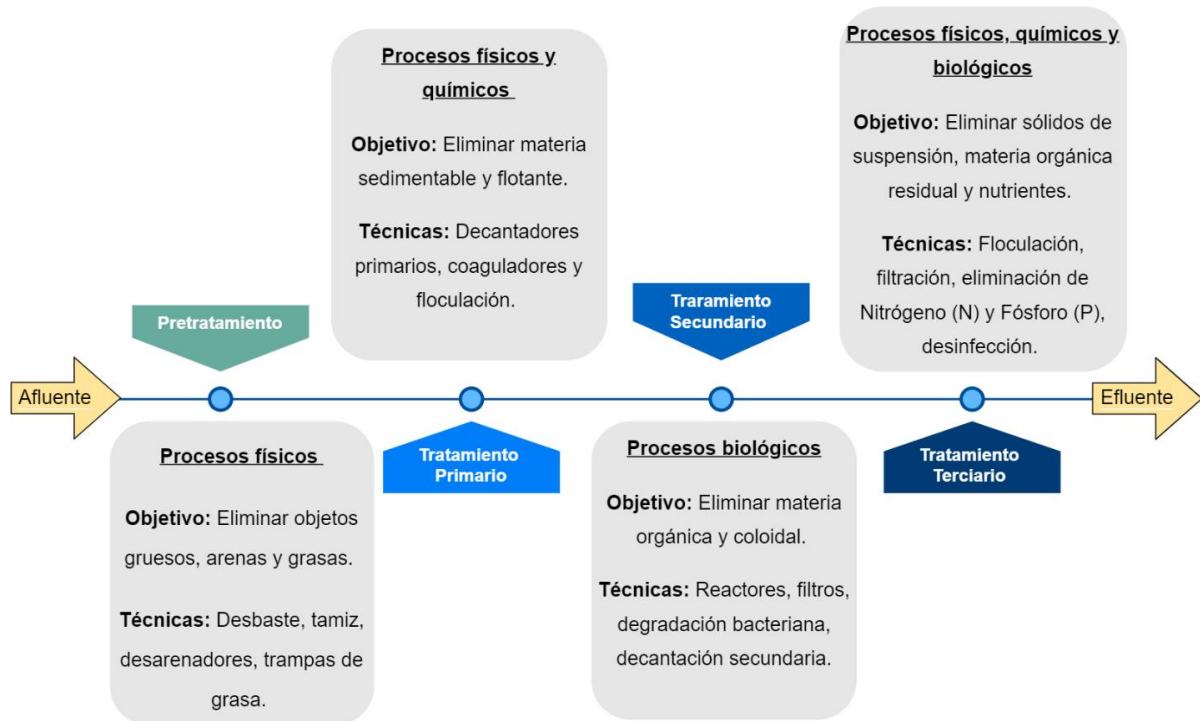 Afluente
Pretratamiento
Procesos físicos
Objetivo: Eliminar objetos
gruesos, arenas y grasas.
Técnicas: Desbaste, tamiz,
desarenadores, trampas de
grasa.
Procesos físicos y
químicos
Objetivo: Eliminar materia
sedimentable y flotante.
Técnicas: Decantadores
primarios, coaguladores y
floculación.
Tratamiento
Primario
Traramiento
Secundario
Procesos biológicos
Objetivo: Eliminar materia
orgánica y coloidal.
Técnicas: Reactores, filtros,
degradación bacteriana,
decantación secundaria.
Procesos físicos, químicos y
biológicos
Objetivo: Eliminar sólidos de
suspensión, materia orgánica
residual y nutrientes.
Técnicas: Floculación,
filtración, eliminación de
Nitrógeno (N) y Fósforo (P),
desinfección.
Tratamiento
Terciario
Efluente